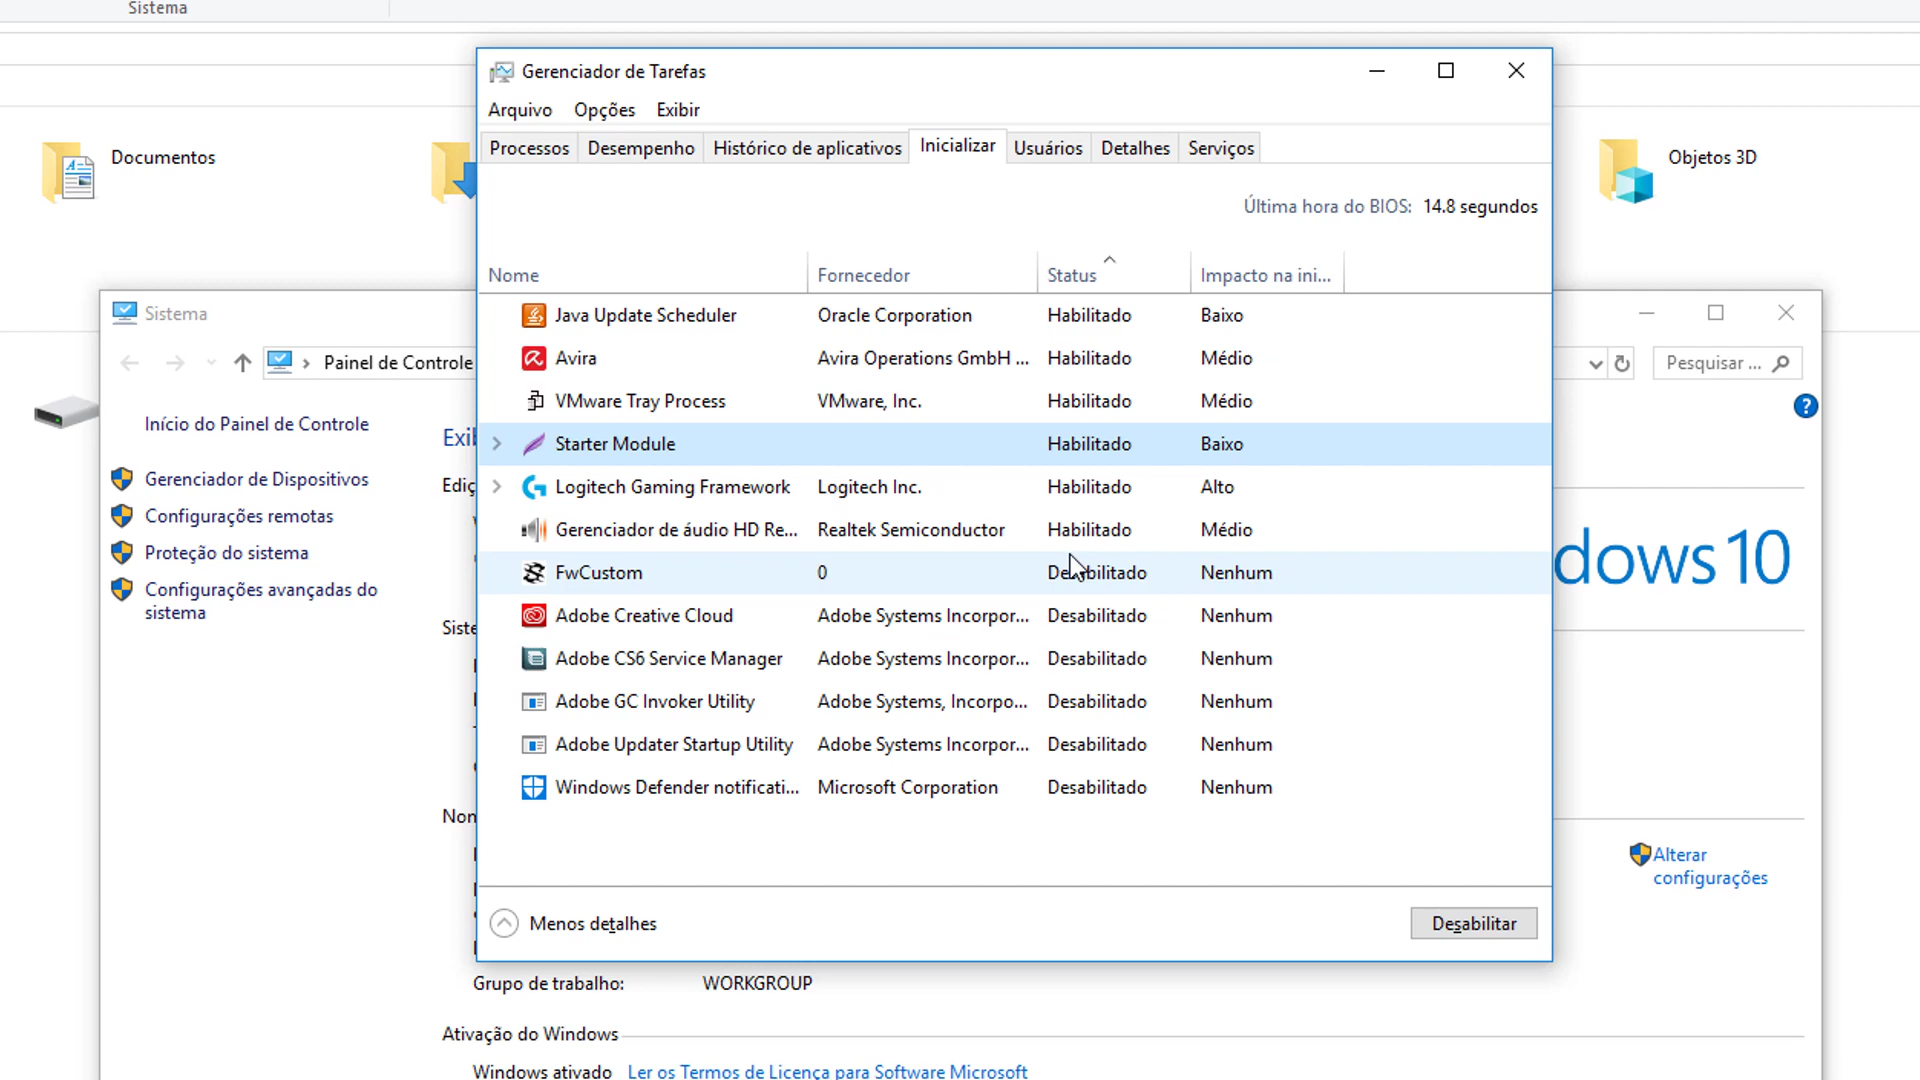 Sistema
Gerenciador de Tarefas
Arquivo Opções Exibir
Processos Desempenho Histórico de aplicativos Inicializar Usuários Detalhes Serviços
Documentos
Objetos 3D
Última hora do BIOS: 14.8 segundos
Nome Fornecedor Status Impacto na ini...
Java Update Scheduler Oracle Corporation Habilitado Baixo
Avira Avira Operations GmbH ... Habilitado Médio
VMware Tray Process VMware, Inc. Habilitado Médio
Starter Module Habilitado Baixo
Logitech Gaming Framework Logitech Inc. Habilitado Alto
Gerenciador de áudio HD Re... Realtek Semiconductor Habilitado Médio
FwCustom 0 Desabilitado Nenhum
Adobe Creative Cloud Adobe Systems Incorpor... Desabilitado Nenhum
Adobe CS6 Service Manager Adobe Systems Incorpor... Desabilitado Nenhum
Adobe GC Invoker Utility Adobe Systems, Incorpo... Desabilitado Nenhum
Adobe Updater Startup Utility Adobe Systems Incorpor... Desabilitado Nenhum
Windows Defender notificati... Microsoft Corporation Desabilitado Nenhum
Menos detalhes Desabilitar
Sistema
Painel de Controle
Pesquisar ...
Início do Painel de Controle
Gerenciador de Dispositivos
Configurações remotas
Proteção do sistema
Configurações avançadas do
sistema
Exi
Ediç
dows 10
Siste
Nom
Alterar
configurações
Grupo de trabalho: WORKGROUP
Ativação do Windows
Windows ativado Ler os Termos de Licença para Software Microsoft